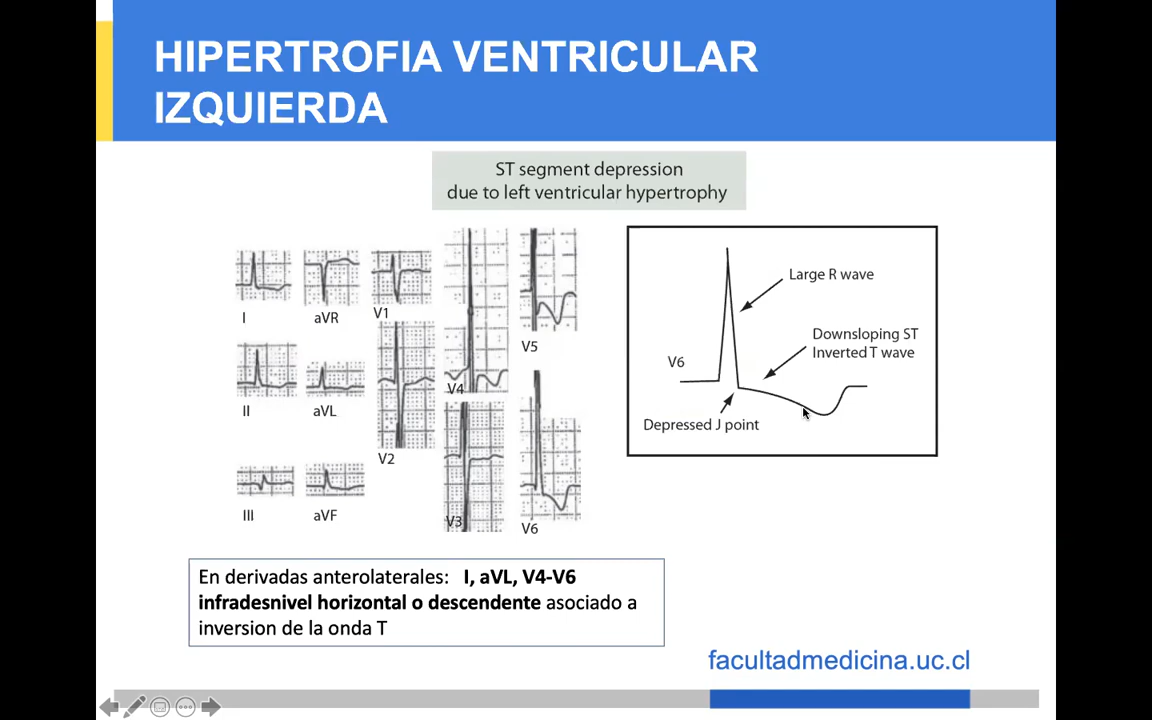 HIPERTROFIA VENTRICULAR
IZQUIERDA
ST segment depression
due to left ventricular hypertrophy
I
aVR
V1
V4
V5
II
aVL
V2
III
aVF
V3
V6
Large R wave
Downsloping ST
Inverted T wave
V6
Depressed J point
En derivadas anterolaterales: I, aVL, V4-V6
infradesnivel horizontal o descendente asociado a
inversion de la onda T
facultadmedicina.uc.cl